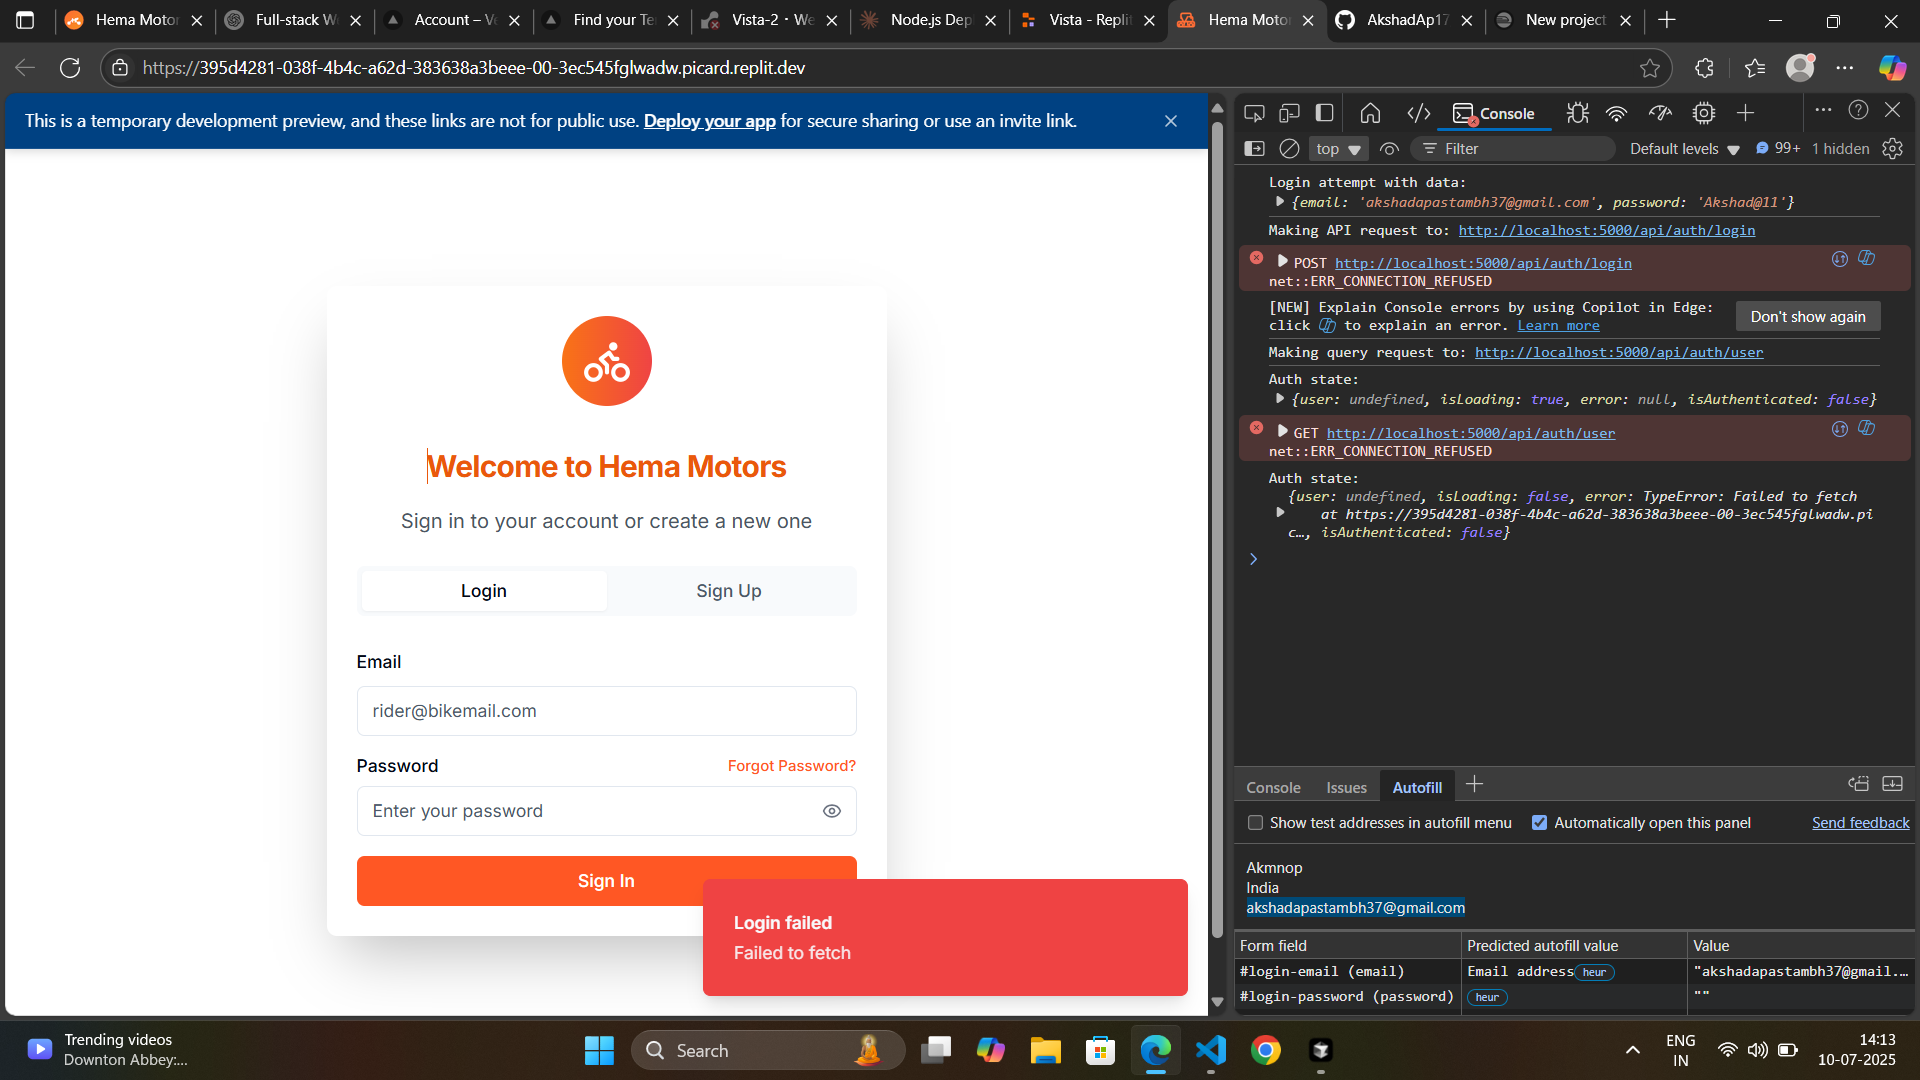 Hema Motor
Full-stack We
Account – Ve
Find your Te
Vista-2・We
Node.js Dep
Vista - Replit
Hema Motor
AkshadAp17
New project
https://395d4281-038f-4b4c-a62d-383638a3beee-00-3ec545fglwadw.picard.replit.dev
This is a temporary development preview, and these links are not for public use. Deploy your app for secure sharing or use an invite link.
Welcome to Hema Motors
Sign in to your account or create a new one
Login
Sign Up
Email
rider@bikemail.com
Password
Forgot Password?
Enter your password
Sign In
Login failed
Failed to fetch
Console
top
Filter
Default levels
99+
1 hidden
Login attempt with data:
{email: 'akshadapastambh37@gmail.com', password: 'Akshad@11'}
Making API request to: http://localhost:5000/api/auth/login
POST http://localhost:5000/api/auth/login
net::ERR_CONNECTION_REFUSED
[NEW] Explain Console errors by using Copilot in Edge:
click to explain an error. Learn more
Don't show again
Making query request to: http://localhost:5000/api/auth/user
Auth state:
{user: undefined, isLoading: true, error: null, isAuthenticated: false}
GET http://localhost:5000/api/auth/user
net::ERR_CONNECTION_REFUSED
Auth state:
{user: undefined, isLoading: false, error: TypeError: Failed to fetch
at https://395d4281-038f-4b4c-a62d-383638a3beee-00-3ec545fglwadw.pi
c…, isAuthenticated: false}
Console
Issues
Autofill
Show test addresses in autofill menu
Automatically open this panel
Send feedback
Akmnop
India
akshadapastambh37@gmail.com
Form field
Predicted autofill value
Value
#login-email (email)
Email address heur
"akshadapastambh37@gmail.…
#login-password (password)
heur
""
Trending videos
Downton Abbey:...
Search
ENG
IN
14:13
10-07-2025